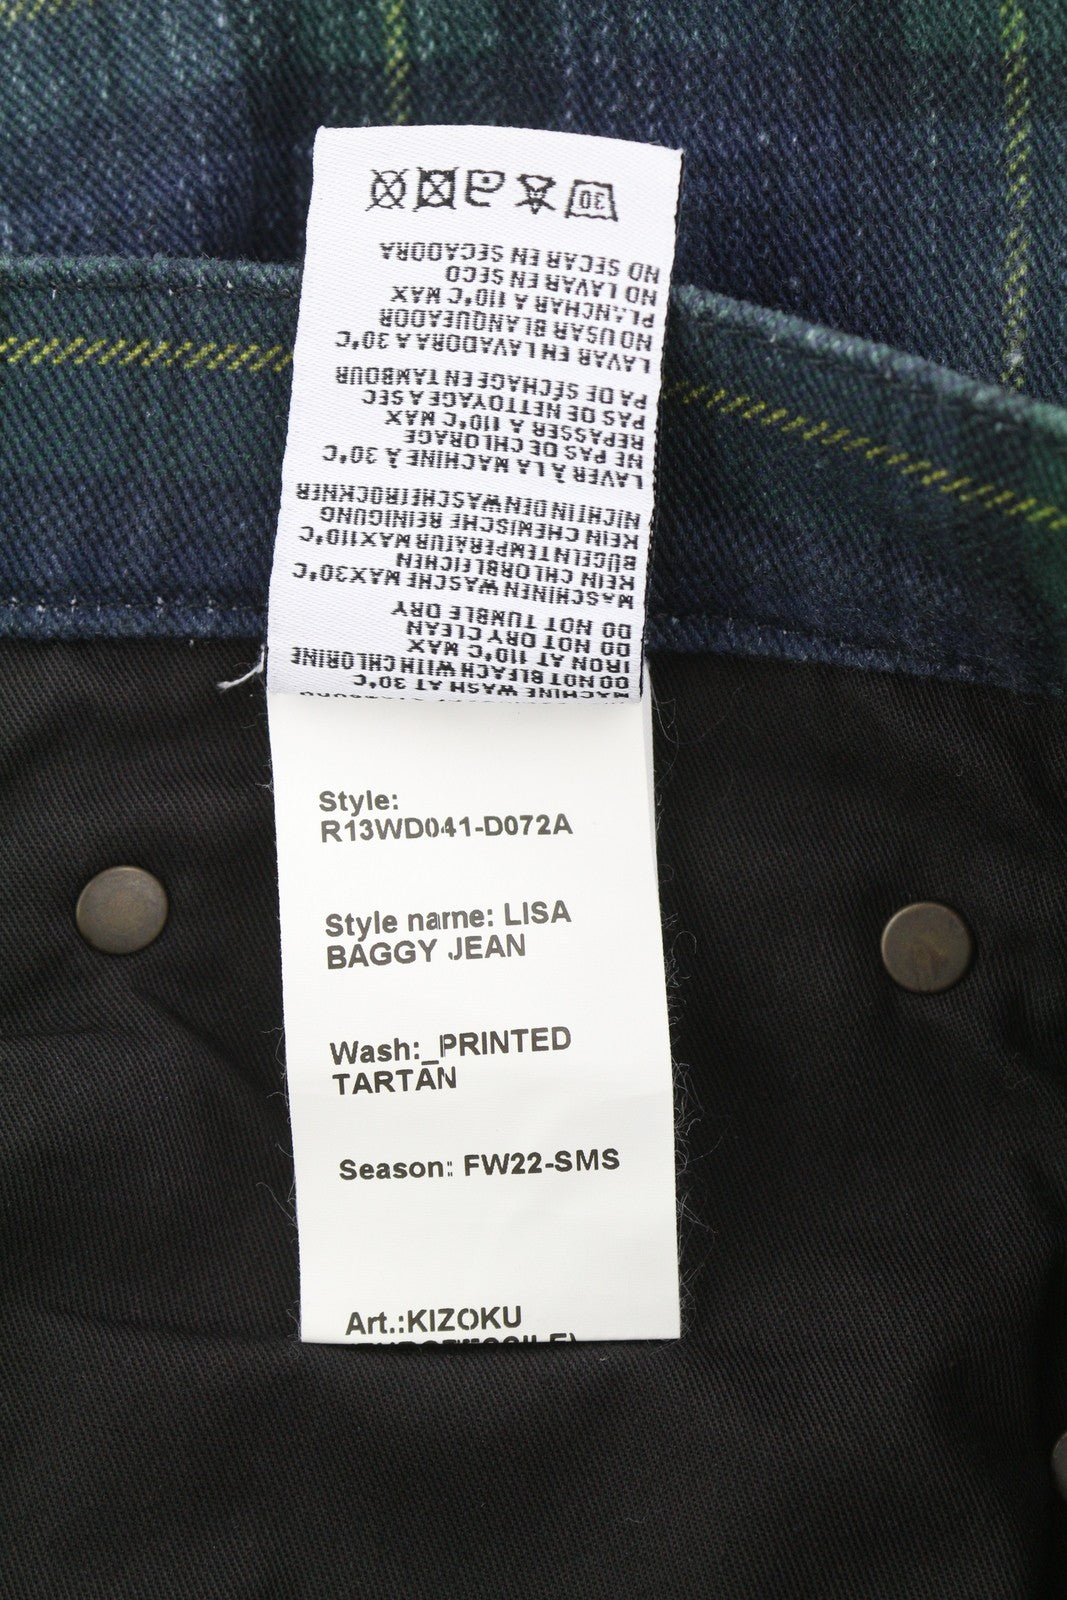 MACHINE WASH AT 30°C
DO NOT BLEACH WITH CHLORINE
IRON AT 110°C MAX
DO NOT DRY CLEAN
DO NOT TUMBLE DRY
MASCHINEN WASCHE MAX30°C
KEIN CHLORBLEICHEN
BÜGELN TEMPERATUR MAX110°C
KEIN CHEMISCHE REINIGUNG
NICHT IN DEN WASCHETROCKNER
LAVER À LA MACHINE À 30°C
NE PAS DE CHLORAGE
REPASSER A 110°C MAX
PAS DE NETTOYAGE A SEC
PA DE SÉCHAGE EN TAMBOUR
LAVAR EN LAVADORA A 30°C
NO USAR BLANQUEADOR
PLANCHAR A 110°C MAX
NO LAVAR EN SECO
NO SECAR EN SECADORA
30
Style:
R13WD041-D072A
Style name: LISA
BAGGY JEAN
Wash:_PRINTED
TARTAN
Season: FW22-SMS
Art.:KIZOKU